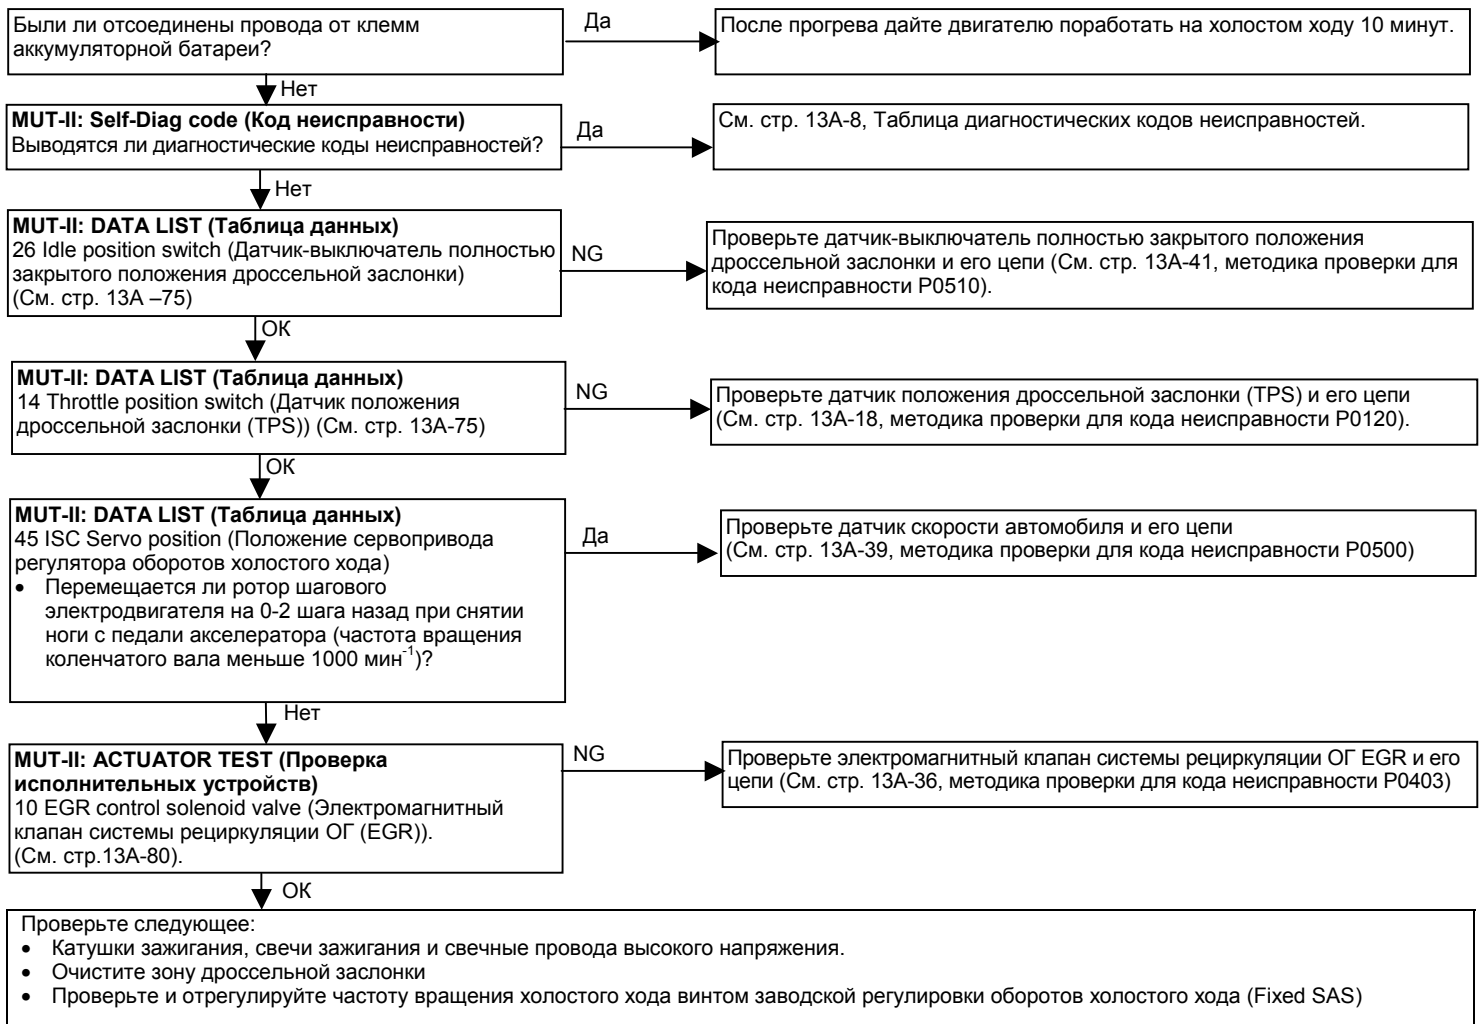 Были ли отсоединены провода от клемм
аккумуляторной батареи?
Да
После прогрева дайте двигателю поработать на холостом ходу 10 минут.
Нет
MUT-II: Self-Diag code (Код неисправности)
Выводятся ли диагностические коды неисправностей?
Да
См. стр. 13А-8, Таблица диагностических кодов неисправностей.
Нет
MUT-II: DATA LIST (Таблица данных)
26 Idle position switch (Датчик-выключатель полностью
закрытого положения дроссельной заслонки)
(См. стр. 13А –75)
NG
Проверьте датчик-выключатель полностью закрытого положения
дроссельной заслонки и его цепи (См. стр. 13А-41, методика проверки для
кода неисправности Р0510).
ОК
MUT-II: DATA LIST (Таблица данных)
14 Throttle position switch (Датчик положения
дроссельной заслонки (TPS)) (См. стр. 13А-75)
NG
Проверьте датчик положения дроссельной заслонки (TPS) и его цепи
(См. стр. 13А-18, методика проверки для кода неисправности Р0120).
ОК
MUT-II: DATA LIST (Таблица данных)
45 ISC Servo position (Положение сервопривода
регулятора оборотов холостого хода)
• Перемещается ли ротор шагового
электродвигателя на 0-2 шага назад при снятии
ноги с педали акселератора (частота вращения
коленчатого вала меньше 1000 мин⁻¹)?
Да
Проверьте датчик скорости автомобиля и его цепи
(См. стр. 13А-39, методика проверки для кода неисправности Р0500)
Нет
MUT-II: ACTUATOR TEST (Проверка
исполнительных устройств)
10 EGR control solenoid valve (Электромагнитный
клапан системы рециркуляции ОГ (EGR)).
(См. стр.13А-80).
NG
Проверьте электромагнитный клапан системы рециркуляции ОГ EGR и его
цепи (См. стр. 13А-36, методика проверки для кода неисправности Р0403)
ОК
Проверьте следующее:
• Катушки зажигания, свечи зажигания и свечные провода высокого напряжения.
• Очистите зону дроссельной заслонки
• Проверьте и отрегулируйте частоту вращения холостого хода винтом заводской регулировки оборотов холостого хода (Fixed SAS)